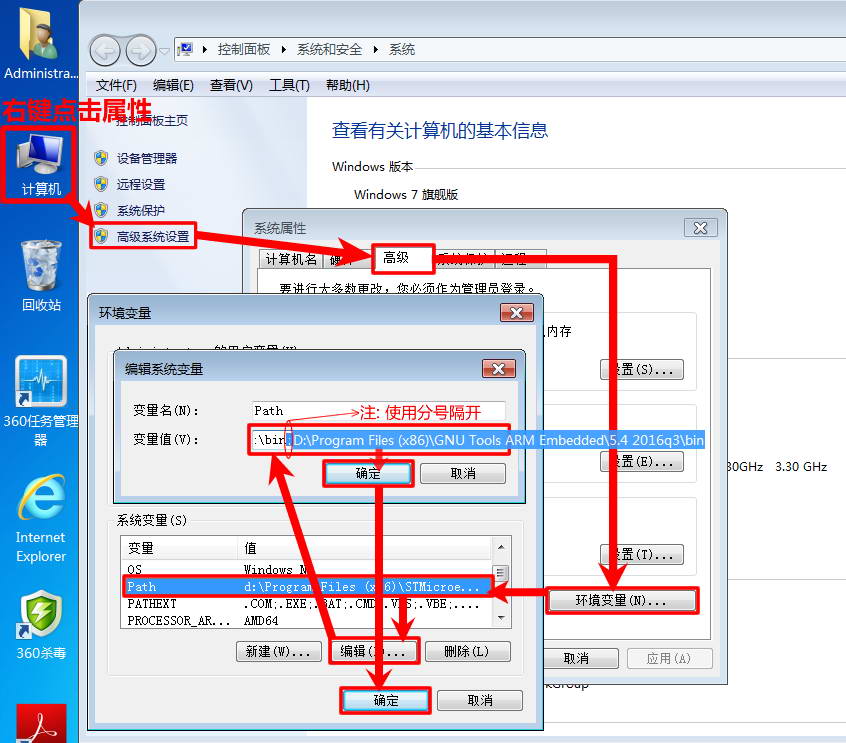 Administra...
右键点击属性
计算机
回收站
360任务管理
器
Internet
Explorer
360杀毒
控制面板 系统和安全 系统
文件(F) 编辑(E) 查看(V) 工具(T) 帮助(H)
控制面板主页
设备管理器
远程设置
系统保护
高级系统设置
查看有关计算机的基本信息
Windows 版本
Windows 7 旗舰版
系统属性
计算机名 高级
要进行大多数更改，您必须作为管理员登录。
内存
设置(S)...
设置(E)...
30GHz 3.30 GHz
设置(T)...
环境变量(N)...
取消 应用(A)
环境变量
编辑系统变量
变量名(N): Path
注: 使用分号隔开
变量值(V): :\bin;D:\Program Files (x86)\GNU Tools ARM Embedded\5.4 2016q3\bin
确定 取消
系统变量(S)
变量 值
OS Windows
Path d:\Program Files (x86)\STMicroe...
PATHEXT .COM;.EXE;.BAT;.CMD;.VBS;.VBE;....
PROCESSOR_AR... AMD64
新建(W)... 编辑(I)... 删除(L)
确定 取消